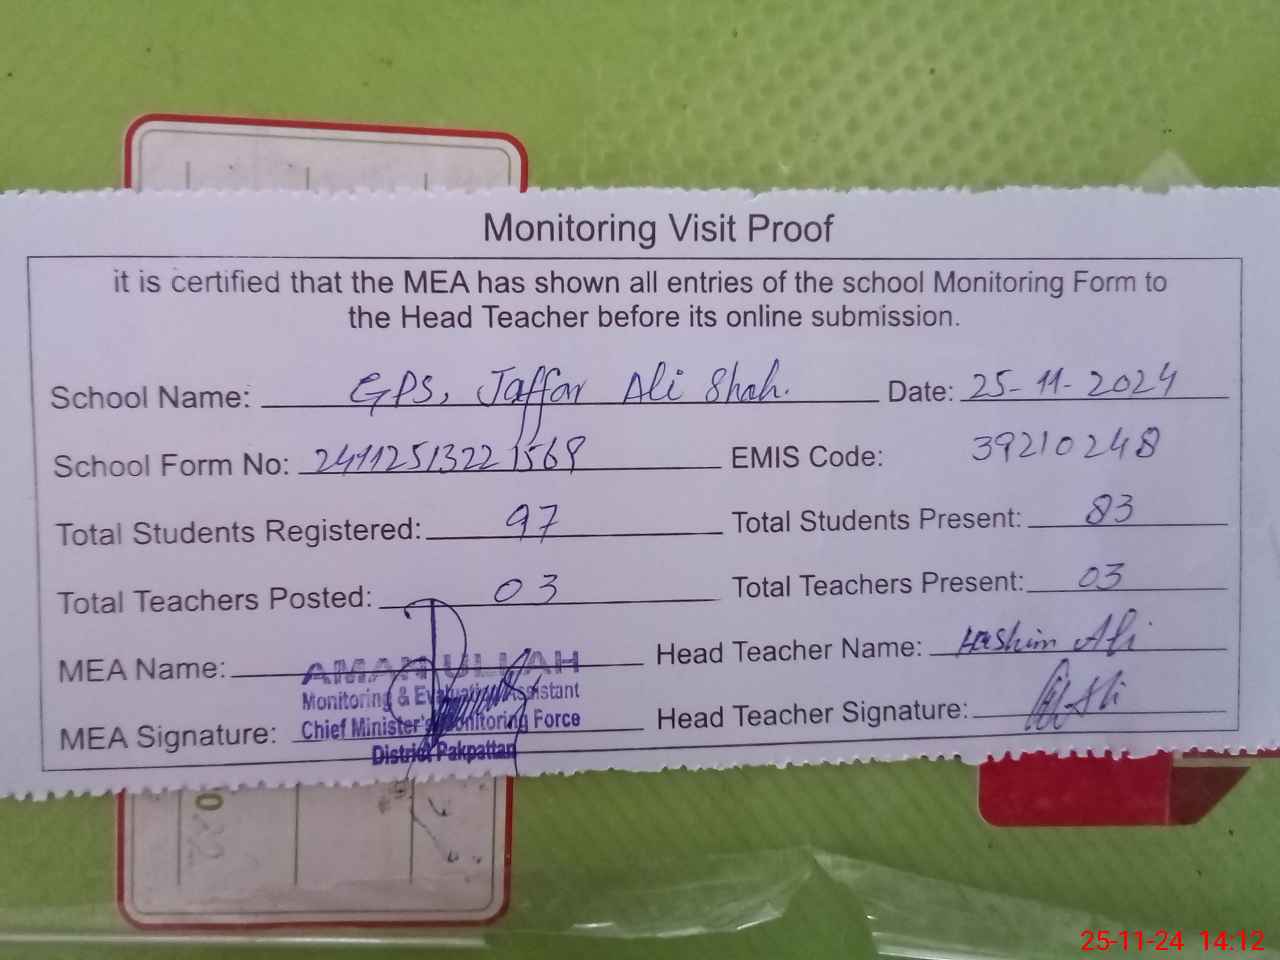 Monitoring Visit Proof
it is certified that the MEA has shown all entries of the school Monitoring Form to
the Head Teacher before its online submission.
School Name: GPS, Jaffar Ali Shah. Date: 25-11-2024
School Form No: 24112513221568 EMIS Code: 39210248
Total Students Registered: 97 Total Students Present: 83
Total Teachers Posted: 03 Total Teachers Present: 03
MEA Name: AMAN ULLAH Head Teacher Name: Hashim Ali
Monitoring & Evaluation Assistant
Chief Minister's Monitoring Force
MEA Signature: Head Teacher Signature: Ali
District Pakpattan
25-11-24 14:12